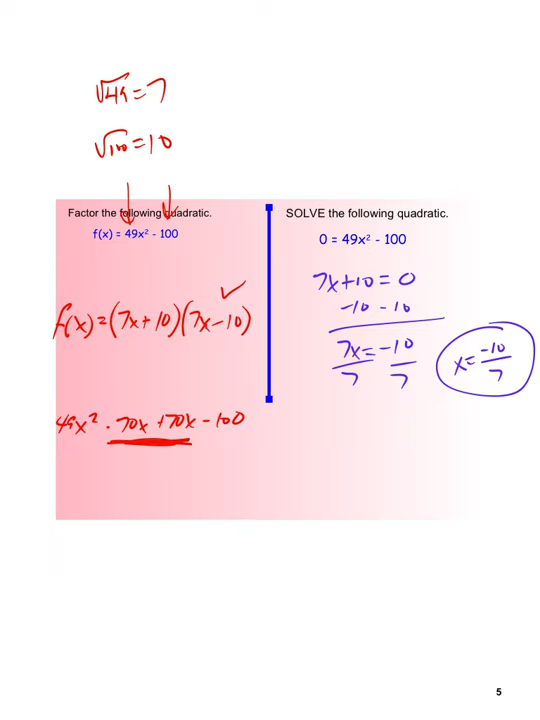 √49 = 7
√100 = 10
Factor the following quadratic.
f(x) = 49x² - 100
f(x) = (7x + 10)(7x - 10) ✓
49x² - 70x + 70x - 100
SOLVE the following quadratic.
0 = 49x² - 100
7x + 10 = 0
-10 -10
7x = -10
7 7
x = -10/7
5